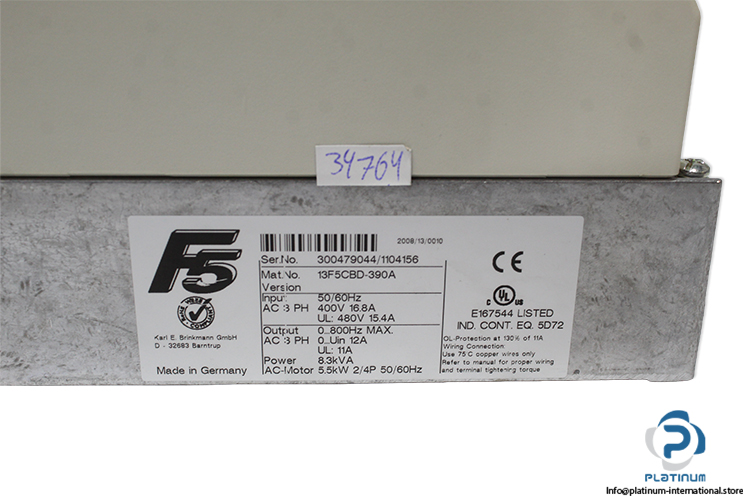 34764
F5
2008/13/0010
Ser.No. 300479044/1104156
Mat.No. 13F5CBD-390A
Version
Input 50/60Hz
AC 3 PH 400V 16.8A
UL: 480V 15.4A
Output 0..800Hz MAX.
AC 3 PH 0..Uin 12A
UL: 11A
Power 8.3kVA
AC-Motor 5.5kW 2/4P 50/60Hz
Karl E. Brinkmann GmbH
D - 32683 Barntrup
Made in Germany
CE
c UL us
E167544 LISTED
IND. CONT. EQ. 5D72
OL-Protection at 130% of 11A
Wiring Connection:
Use 75°C copper wires only
Refer to manual for proper wiring
and terminal tightening torque
PLATINUM
Info@platinum-international.store